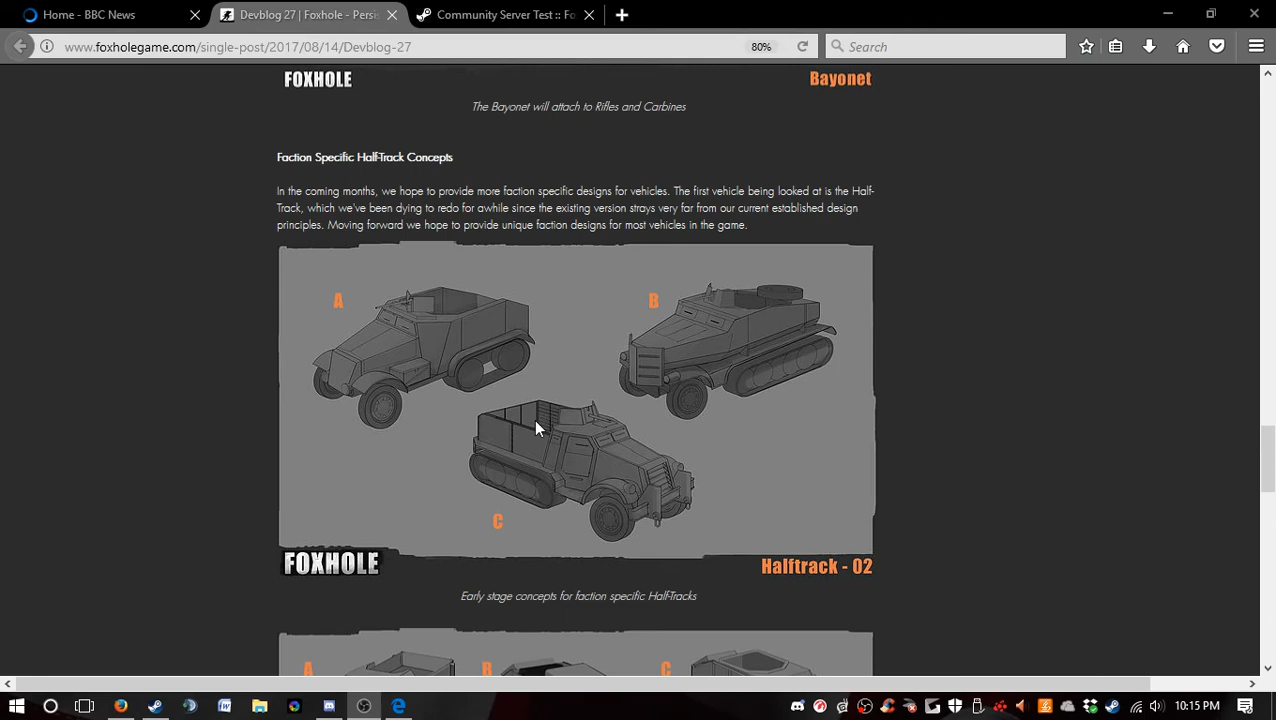 Home - BBC News
Devblog 27 | Foxhole - Persis
Community Server Test :: Fo
www.foxholegame.com/single-post/2017/08/14/Devblog-27
80%
Search
FOXHOLE
Bayonet
The Bayonet will attach to Rifles and Carbines
Faction Specific Half-Track Concepts
In the coming months, we hope to provide more faction specific designs for vehicles. The first vehicle being looked at is the Half-
Track, which we've been dying to redo for awhile since the existing version strays very far from our current established design
principles. Moving forward we hope to provide unique faction designs for most vehicles in the game.
A
B
C
FOXHOLE
Halftrack - 02
Early stage concepts for faction specific Half-Tracks
A
B
C
10:15 PM